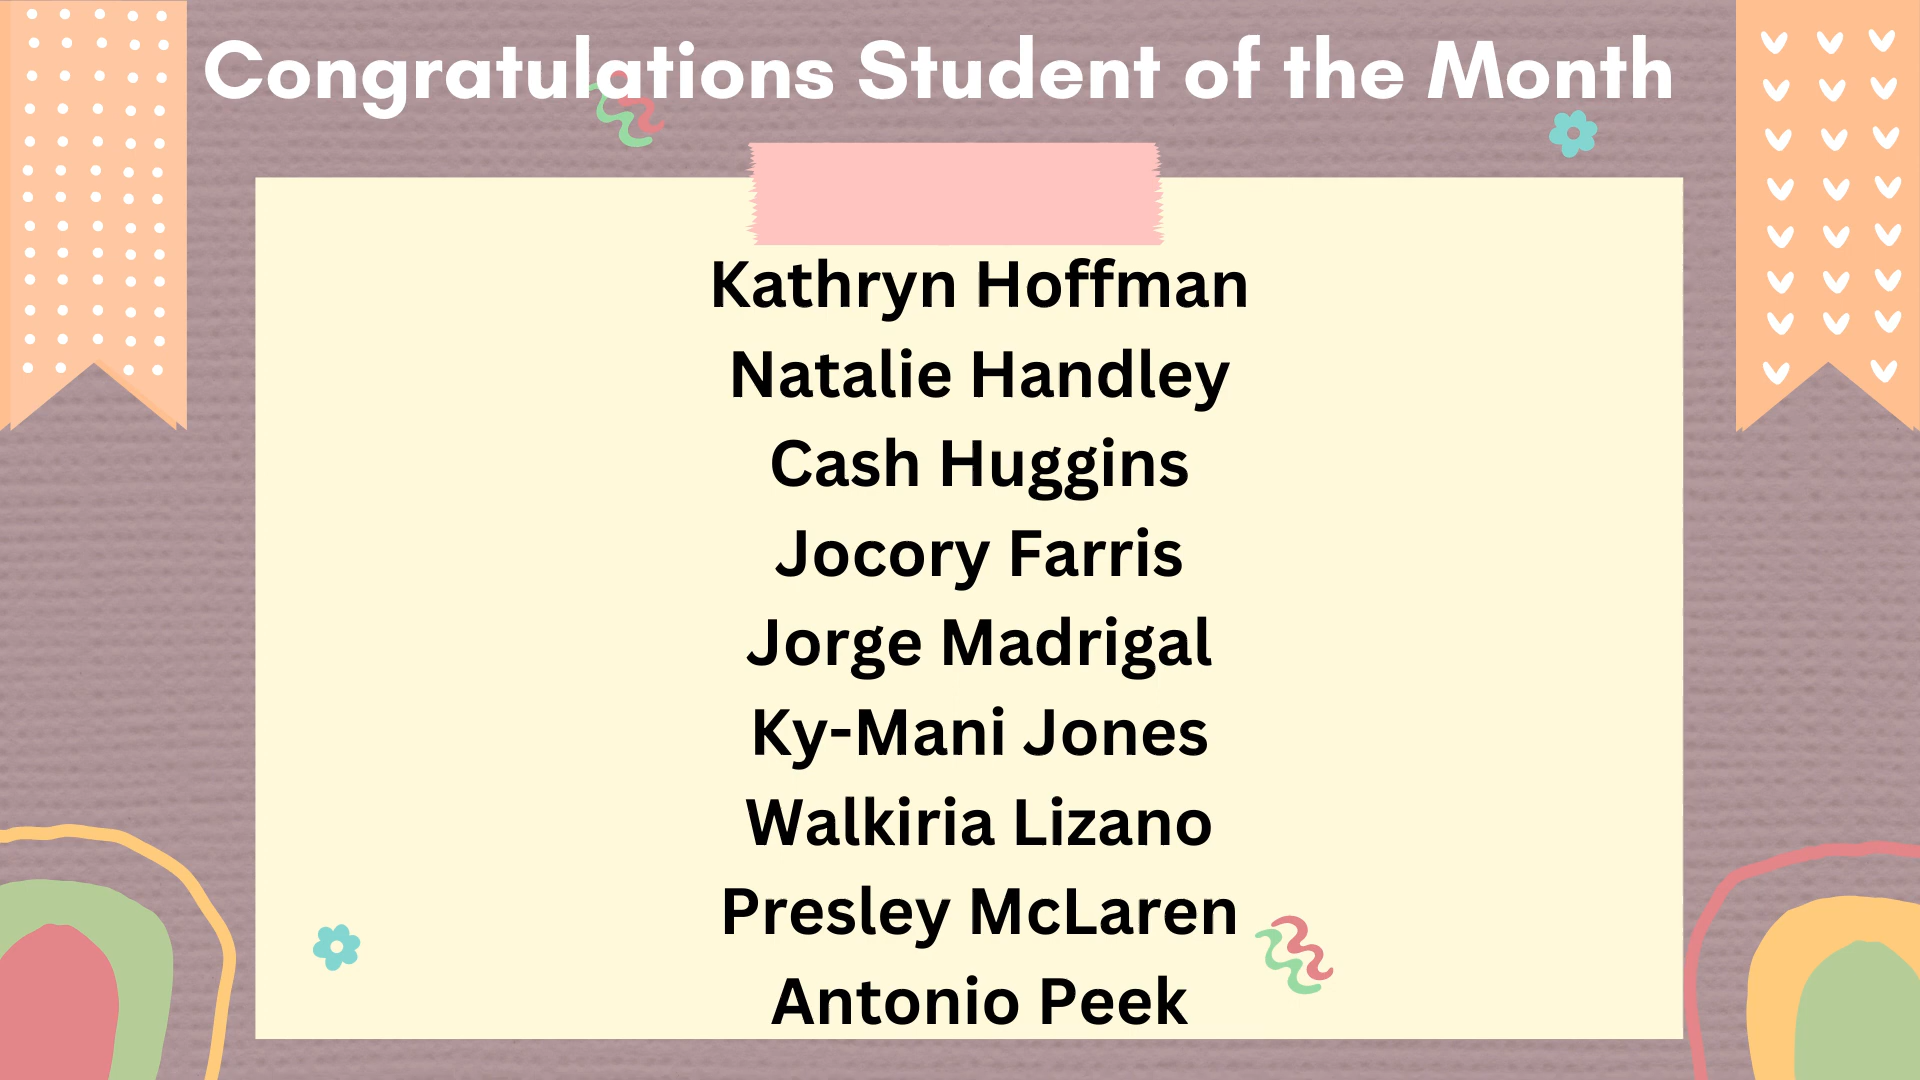 Congratulations Student of the Month
Kathryn Hoffman
Natalie Handley
Cash Huggins
Jocory Farris
Jorge Madrigal
Ky-Mani Jones
Walkiria Lizano
Presley McLaren
Antonio Peek